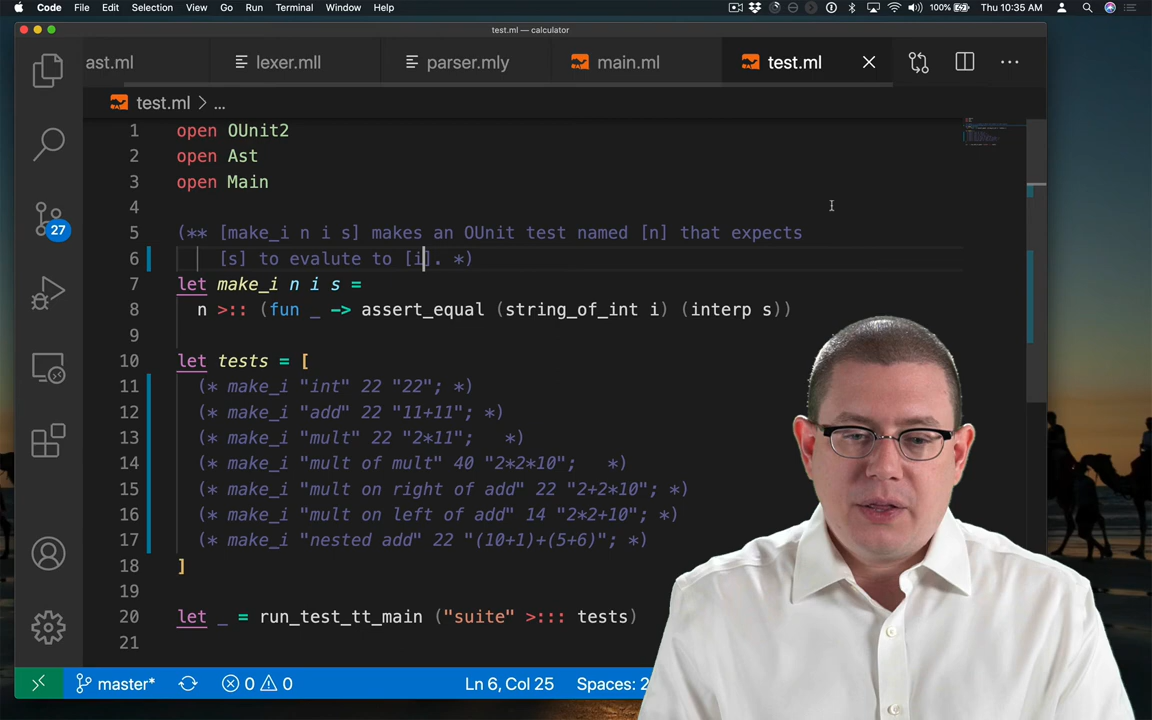 Code File Edit Selection View Go Run Terminal Window Help 100% Thu 10:35 AM
test.ml — calculator
ast.ml lexer.mll parser.mly main.ml test.ml
test.ml > ...
1 open OUnit2
2 open Ast
3 open Main
4
5 (** [make_i n i s] makes an OUnit test named [n] that expects
6 [s] to evalute to [i]. *)
7 let make_i n i s =
8 n >:: (fun _ -> assert_equal (string_of_int i) (interp s))
9
10 let tests = [
11 (* make_i "int" 22 "22"; *)
12 (* make_i "add" 22 "11+11"; *)
13 (* make_i "mult" 22 "2*11"; *)
14 (* make_i "mult of mult" 40 "2*2*10"; *)
15 (* make_i "mult on right of add" 22 "2+2*10"; *)
16 (* make_i "mult on left of add" 14 "2*2+10"; *)
17 (* make_i "nested add" 22 "(10+1)+(5+6)"; *)
18 ]
19
20 let _ = run_test_tt_main ("suite" >::: tests)
21
27
master* 0 0 Ln 6, Col 25 Spaces: 2